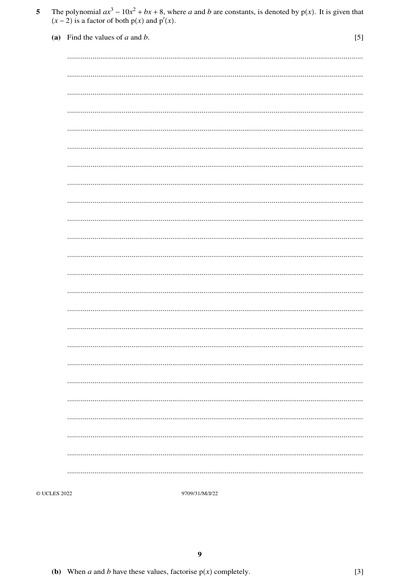 5 The polynomial ax³ − 10x² + bx + 8, where a and b are constants, is denoted by p(x). It is given that
(x − 2) is a factor of both p(x) and p′(x).
(a) Find the values of a and b. [5]
© UCLES 2022 9709/31/M/J/22
9
(b) When a and b have these values, factorise p(x) completely. [3]